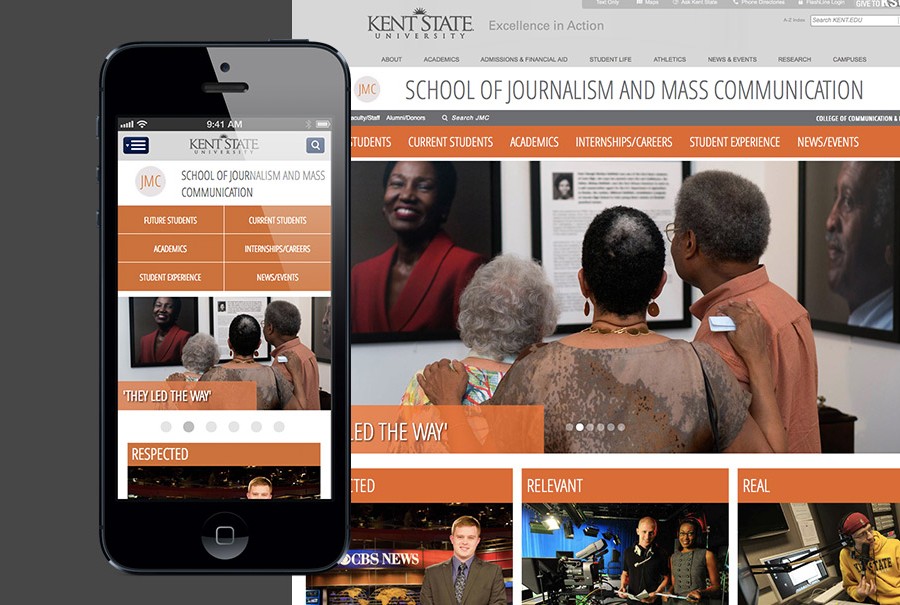 Text Only Maps Ask Kent State Phone Directories FlashLine Login GIVE TO KSU
KENT STATE
UNIVERSITY
Excellence in Action
A-Z Index Search KENT.EDU
ABOUT ACADEMICS ADMISSIONS & FINANCIAL AID STUDENT LIFE ATHLETICS NEWS & EVENTS RESEARCH CAMPUSES
JMC SCHOOL OF JOURNALISM AND MASS COMMUNICATION
aculty/Staff Alumni/Donors Search JMC COLLEGE OF COMMUNICATION &
STUDENTS CURRENT STUDENTS ACADEMICS INTERNSHIPS/CAREERS STUDENT EXPERIENCE NEWS/EVENTS
LED THE WAY'
CTED
RELEVANT
REAL
CBS NEWS
STATE
9:41 AM
KENT STATE
UNIVERSITY
JMC
SCHOOL OF JOURNALISM AND MASS
COMMUNICATION
FUTURE STUDENTS CURRENT STUDENTS
ACADEMICS INTERNSHIPS/CAREERS
STUDENT EXPERIENCE NEWS/EVENTS
'THEY LED THE WAY'
RESPECTED